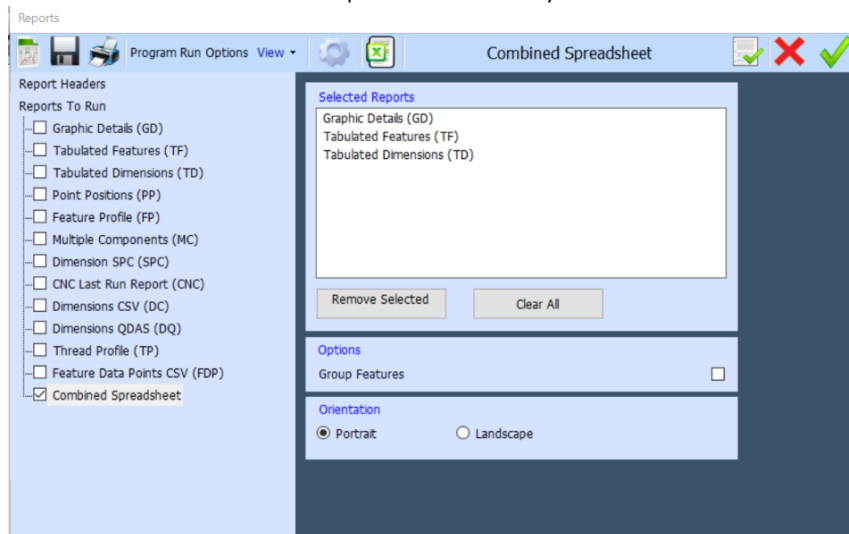 Reports
Program Run Options View
Combined Spreadsheet
Report Headers
Reports To Run
Graphic Details (GD)
Tabulated Features (TF)
Tabulated Dimensions (TD)
Point Positions (PP)
Feature Profile (FP)
Multiple Components (MC)
Dimension SPC (SPC)
CNC Last Run Report (CNC)
Dimensions CSV (DC)
Dimensions QDAS (DQ)
Thread Profile (TP)
Feature Data Points CSV (FDP)
Combined Spreadsheet
Selected Reports
Graphic Details (GD)
Tabulated Features (TF)
Tabulated Dimensions (TD)
Remove Selected
Clear All
Options
Group Features
Orientation
Portrait
Landscape